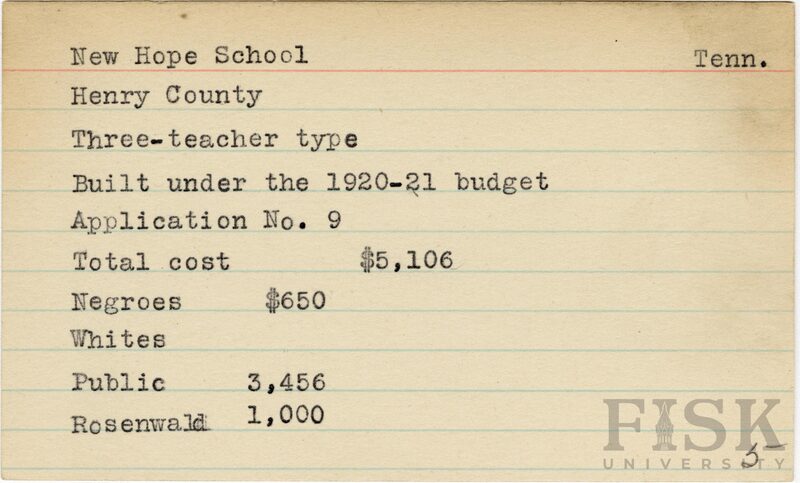 New Hope School Tenn.
Henry County
Three-teacher type
Built under the 1920-21 budget
Application No. 9
Total cost $5,106
Negroes $650
Whites
Public 3,456
Rosenwald 1,000
FISK
UNIVERSITY
5-